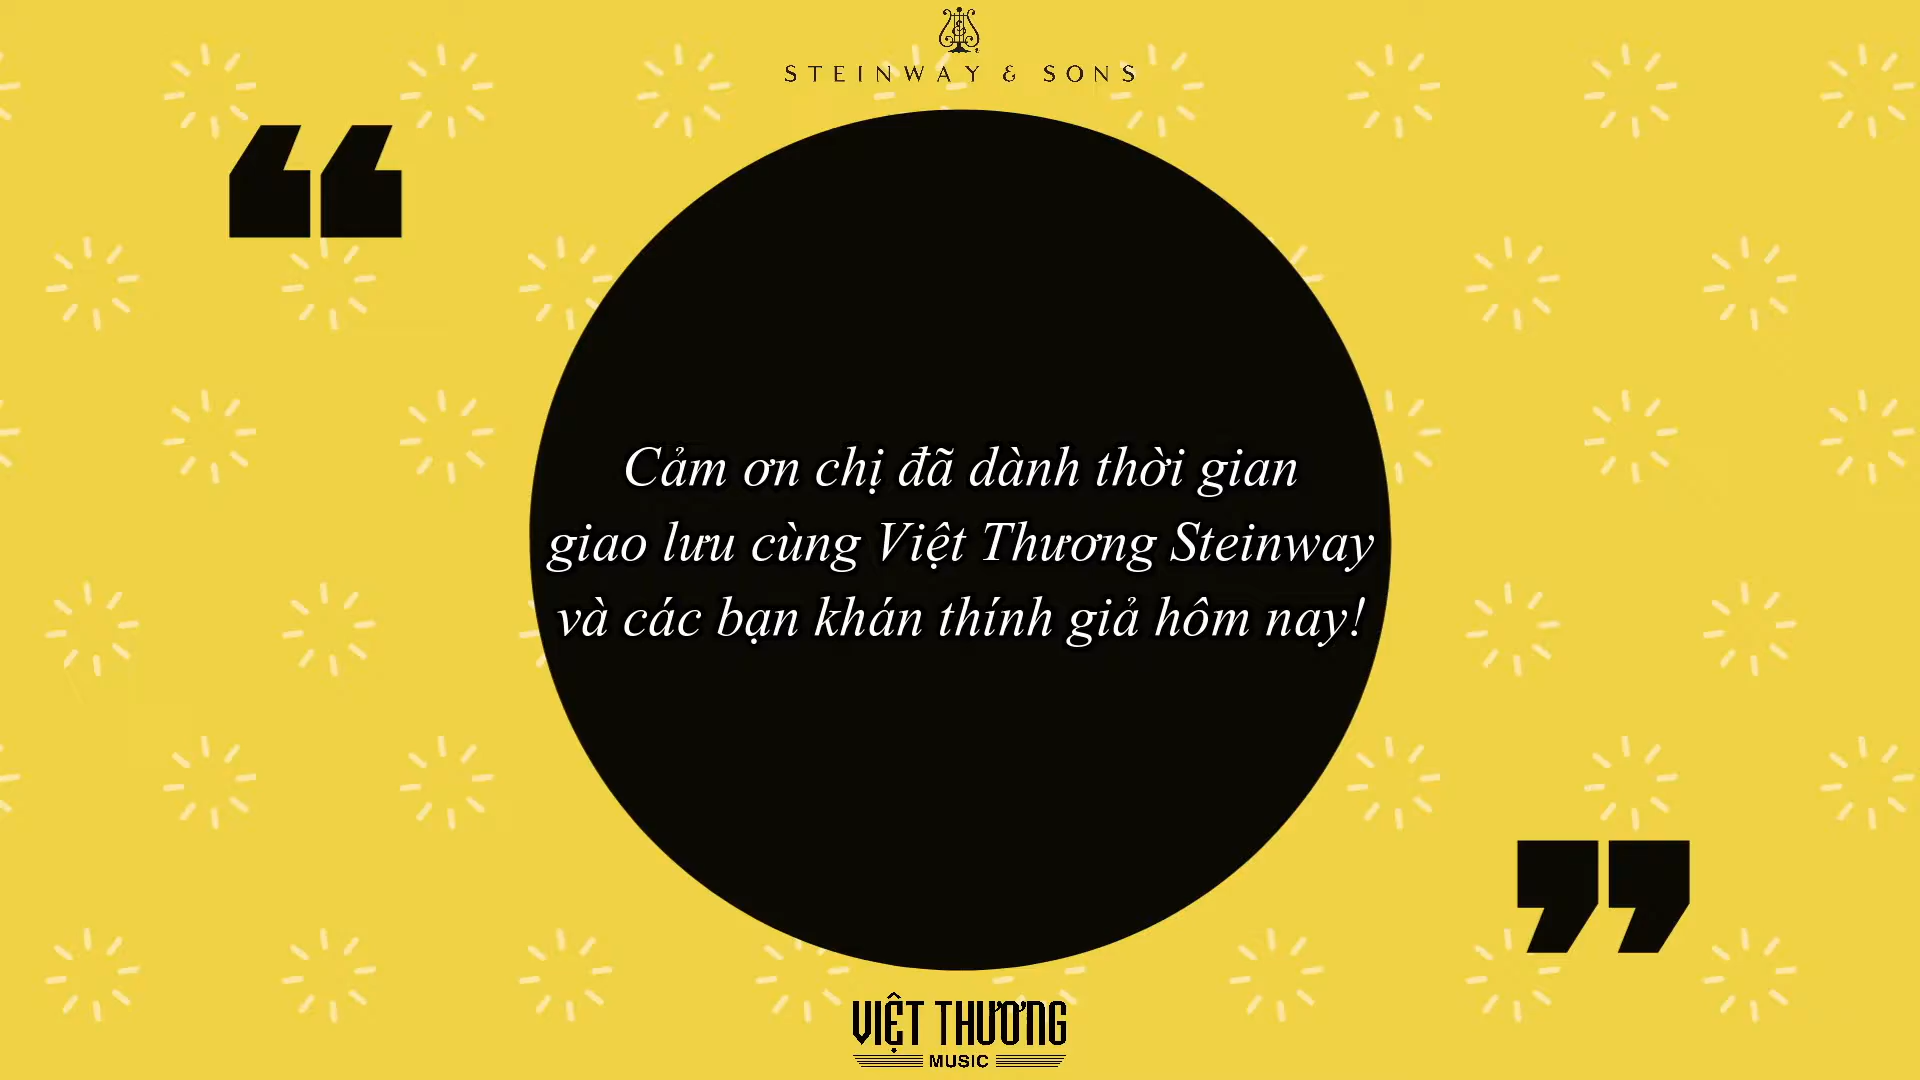 STEINWAY & SONS
Cảm ơn chị đã dành thời gian
giao lưu cùng Việt Thương Steinway
và các bạn khán thính giả hôm nay!
VIỆT THƯƠNG
MUSIC